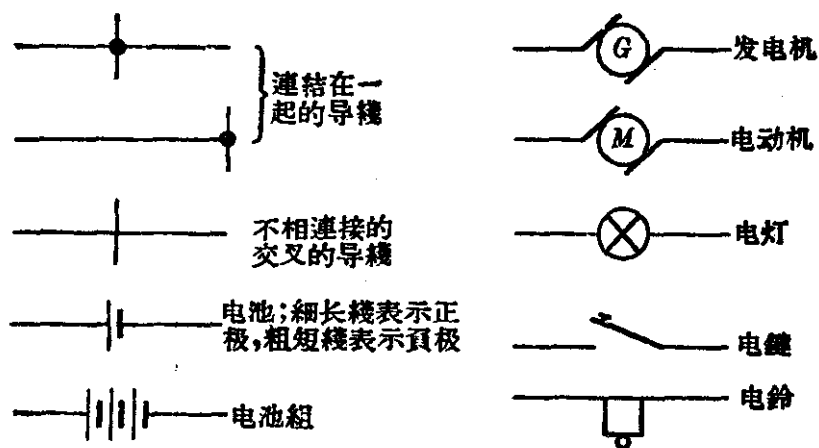 連結在一
起的导綫
不相連接的
交叉的导綫
电池;細长綫表示正
极,粗短綫表示負极
电池組
G
发电机
M
电动机
电灯
电鍵
电鈴